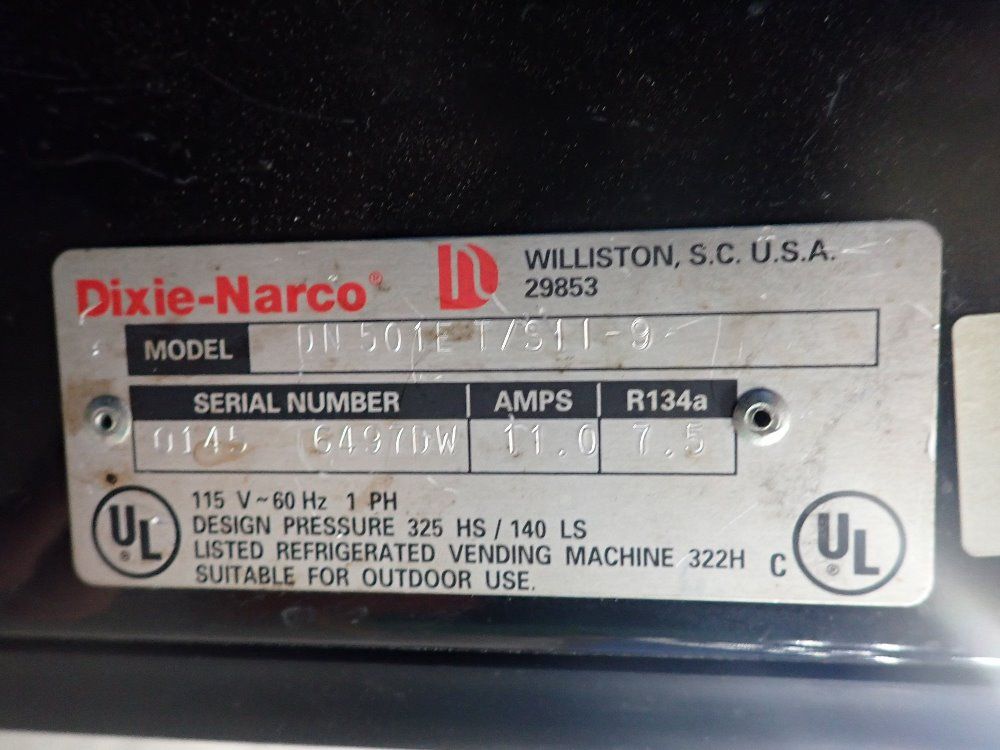 Dixie-Narco® WILLISTON, S.C. U.S.A.
29853
MODEL DN 501E T/S11-9
SERIAL NUMBER AMPS R134a
0145 6497DW 11.0 7.5
115 V~60 Hz 1 PH
DESIGN PRESSURE 325 HS / 140 LS
LISTED REFRIGERATED VENDING MACHINE 322H
SUITABLE FOR OUTDOOR USE.
UL®
C UL®